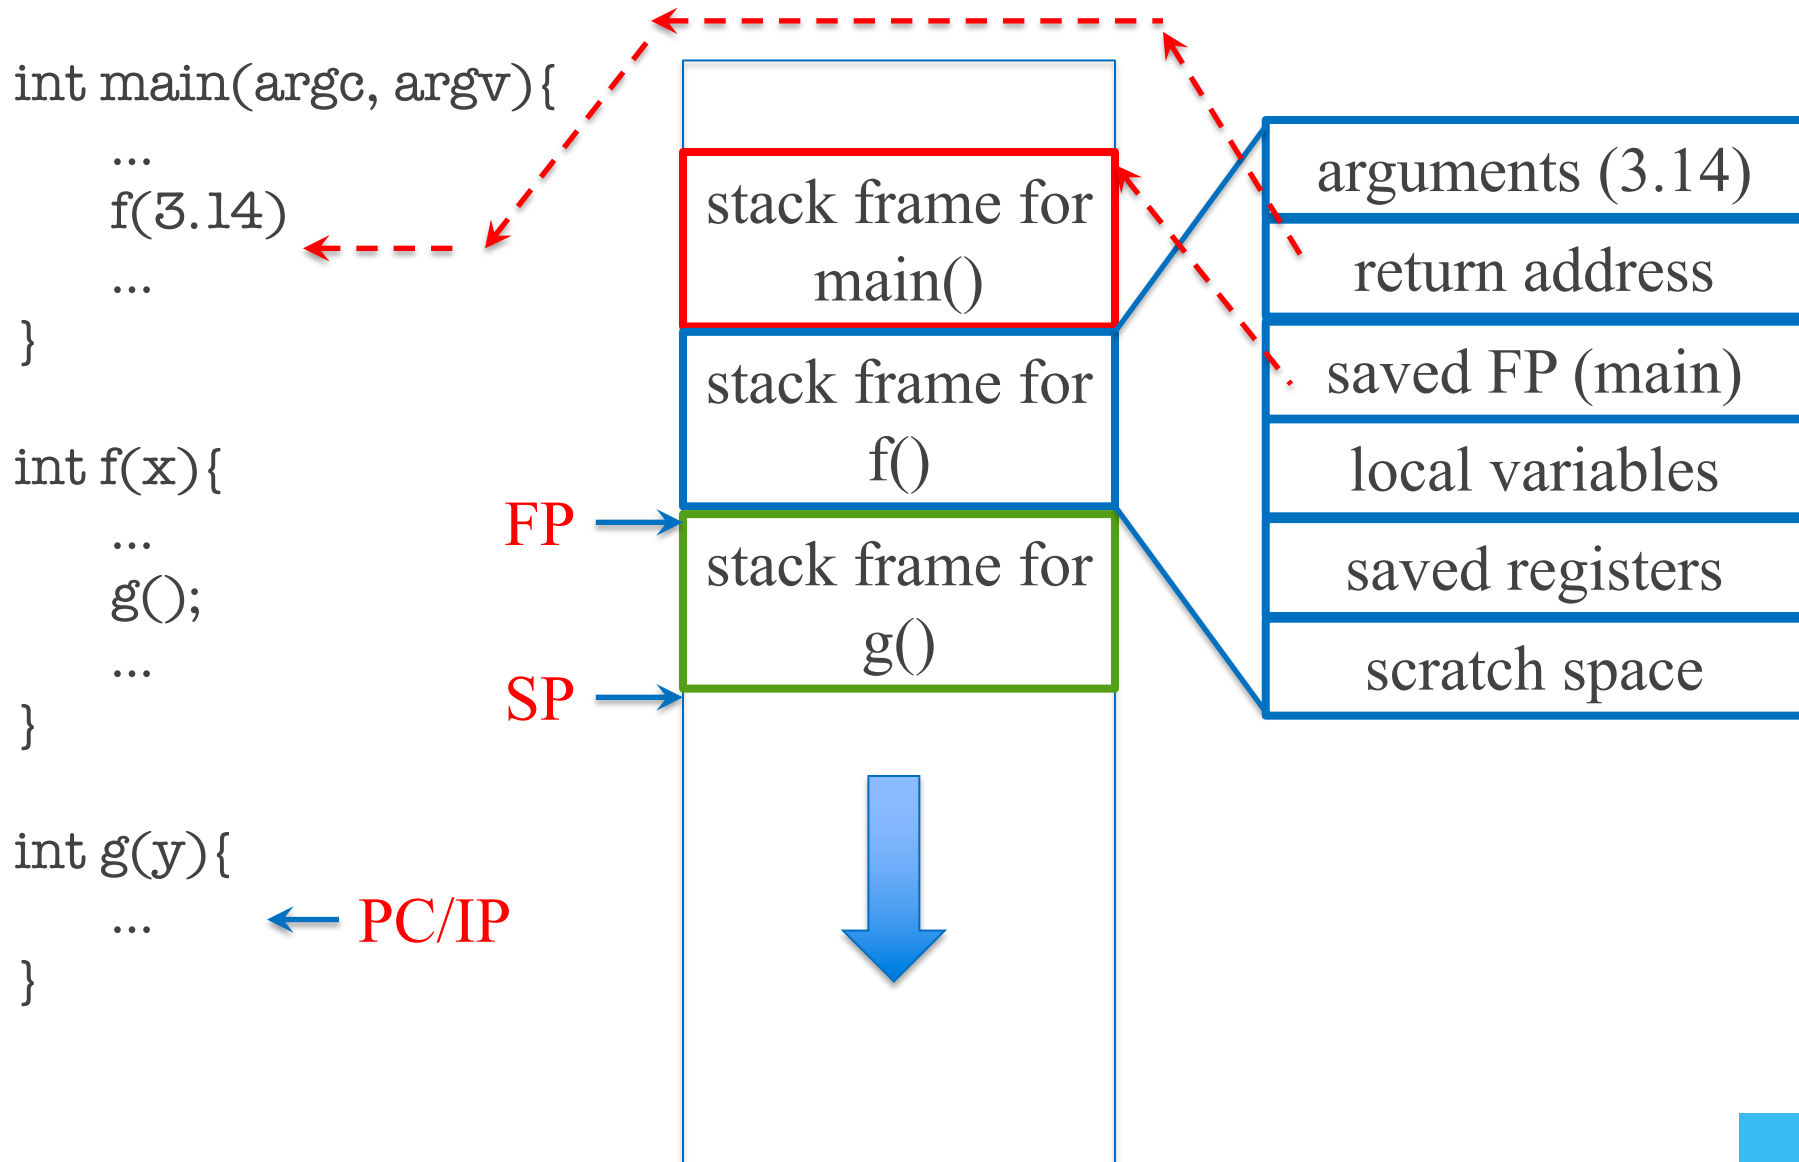 int main(argc, argv){
...
f(3.14)
...
}
int f(x){
...
g();
...
}
int g(y){
...
}
PC/IP
FP
SP
stack frame for
main()
stack frame for
f()
stack frame for
g()
arguments (3.14)
return address
saved FP (main)
local variables
saved registers
scratch space